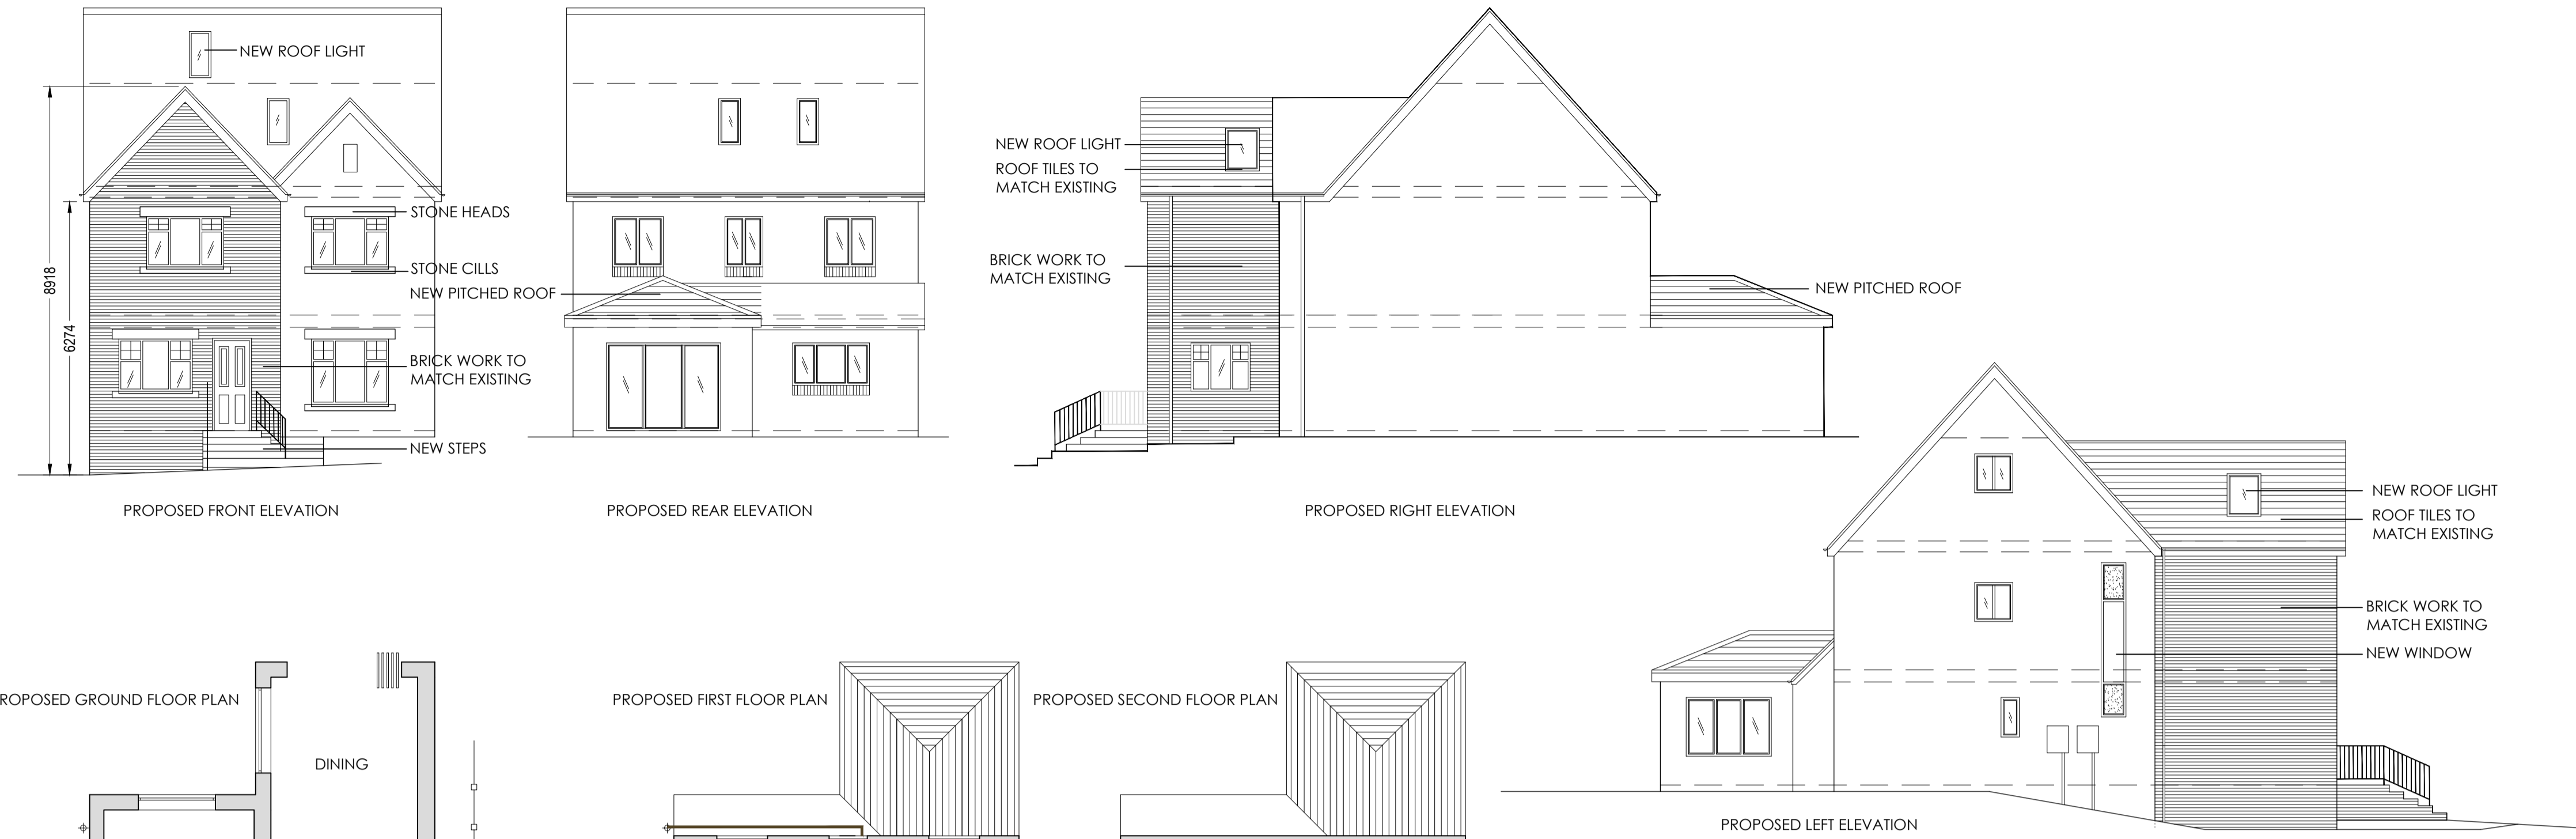 NEW ROOF LIGHT
8918
6274
STONE HEADS
STONE CILLS
NEW PITCHED ROOF
BRICK WORK TO
MATCH EXISTING
NEW STEPS
PROPOSED FRONT ELEVATION
PROPOSED REAR ELEVATION
NEW ROOF LIGHT
ROOF TILES TO
MATCH EXISTING
BRICK WORK TO
MATCH EXISTING
NEW PITCHED ROOF
PROPOSED RIGHT ELEVATION
NEW ROOF LIGHT
ROOF TILES TO
MATCH EXISTING
BRICK WORK TO
MATCH EXISTING
NEW WINDOW
PROPOSED LEFT ELEVATION
ROPOSED GROUND FLOOR PLAN
DINING
PROPOSED FIRST FLOOR PLAN
PROPOSED SECOND FLOOR PLAN